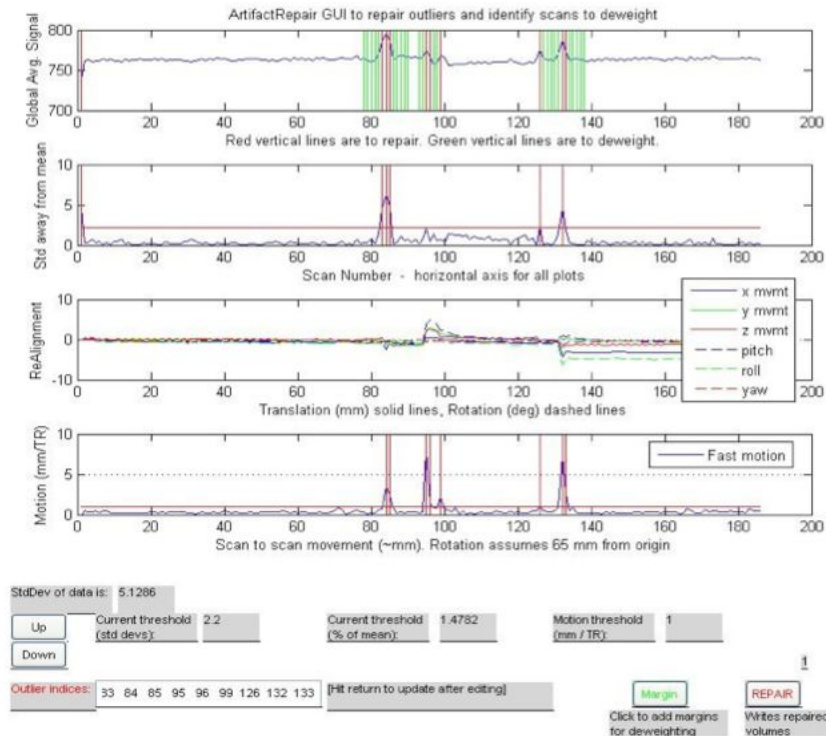 ArtifactRepair GUI to repair outliers and identify scans to deweight
Global Avg. Signal
800
750
700
0 20 40 60 80 100 120 140 160 180 200
Red vertical lines are to repair. Green vertical lines are to deweight.
Std away from mean
10
5
0
0 20 40 60 80 100 120 140 160 180 200
Scan Number - horizontal axis for all plots
ReAlignment
10
0
-10
0 20 40 60 80 100 120 140 160 180 200
x mvmt
y mvmt
z mvmt
pitch
roll
yaw
Translation (mm) solid lines, Rotation (deg) dashed lines
Motion (mm/TR)
10
5
0
0 20 40 60 80 100 120 140 160 180 200
Fast motion
Scan to scan movement (~mm). Rotation assumes 65 mm from origin
StdDev of data is: 5.1286
Up
Down
Current threshold (std devs): 2.2
Current threshold (% of mean): 1.4782
Motion threshold (mm / TR): 1
1
Outlier indices: 33 84 85 95 96 99 126 132 133 [Hit return to update after editing]
Margin
REPAIR
Click to add margins for deweighting
Writes repaired volumes